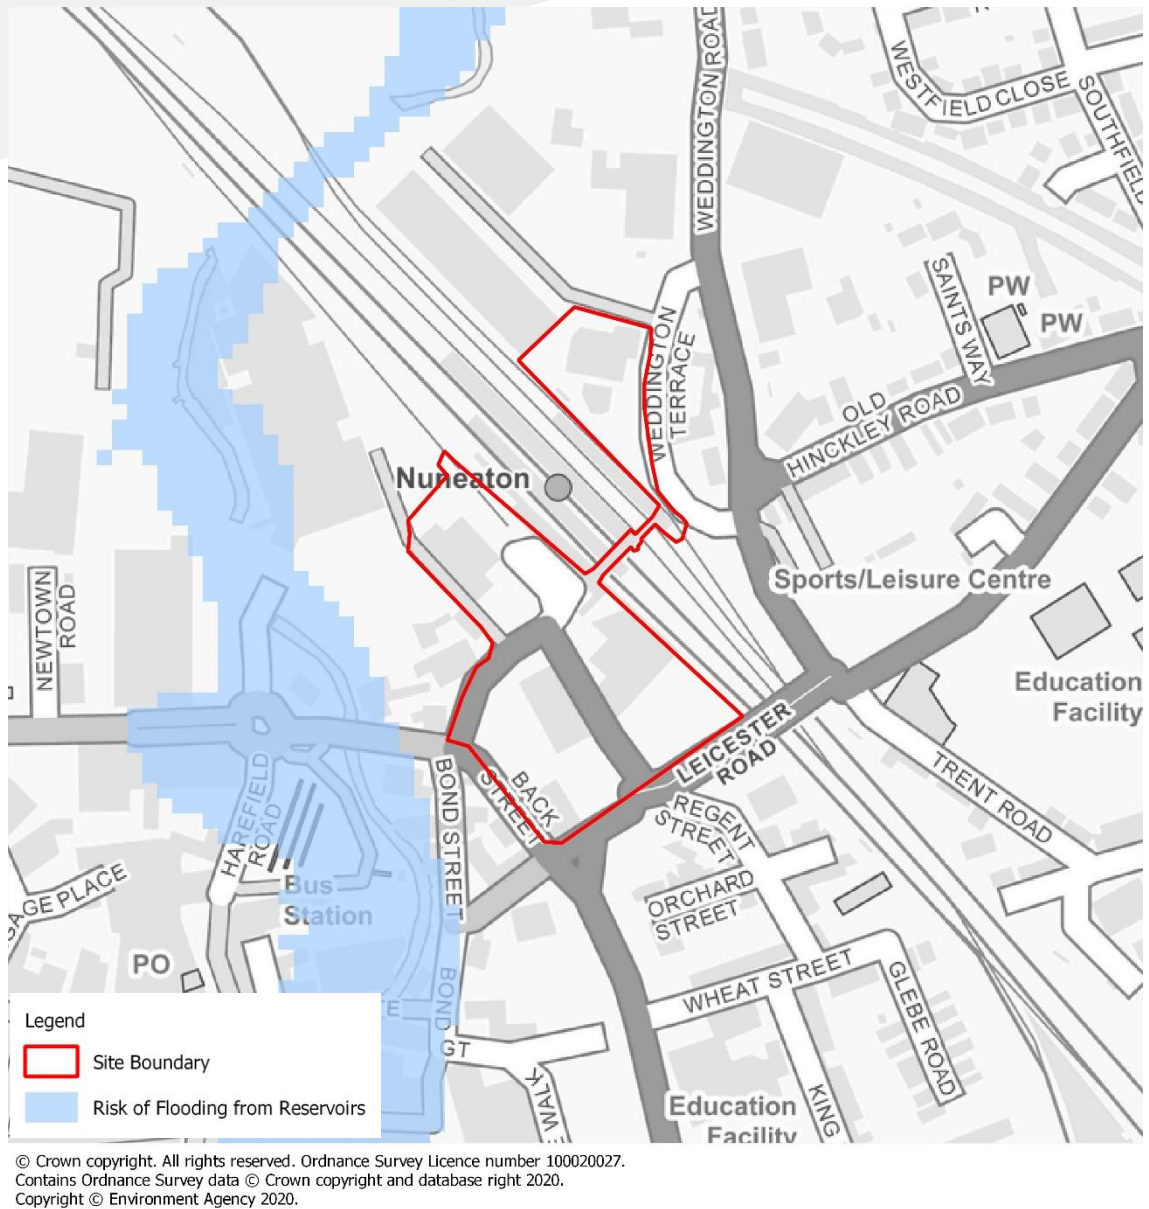 WEDDINGTON ROAD
WESTFIELD CLOSE
SOUTHFIELD
WEDDINGTON ROAD
SAINTS WAY
PW
PW
WEDDINGTON
TERRACE
OLD
HINCKLEY ROAD
Nuneaton
Sports/Leisure Centre
NEWTOWN
ROAD
Education
Facility
LEICESTER
ROAD
BACK
STREET
BOND STREET
HAREFIELD
ROAD
REGENT
STREET
TRENT ROAD
Bus
Station
ORCHARD
STREET
SAGE PLACE
PO
WHEAT STREET
GLEBE ROAD
BOND
GT
E
E WALK
KING
Education
Facility
Legend
Site Boundary
Risk of Flooding from Reservoirs
© Crown copyright. All rights reserved. Ordnance Survey Licence number 100020027.
Contains Ordnance Survey data © Crown copyright and database right 2020.
Copyright © Environment Agency 2020.